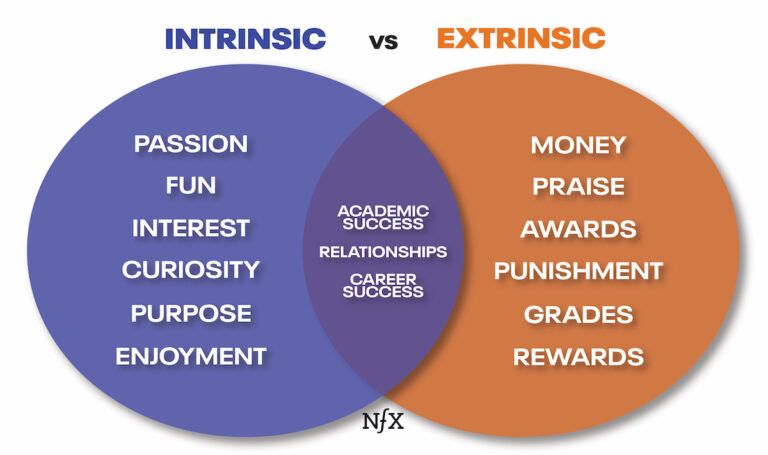 INTRINSIC vs EXTRINSIC
PASSION
FUN
INTEREST
CURIOSITY
PURPOSE
ENJOYMENT
ACADEMIC
SUCCESS
RELATIONSHIPS
CAREER
SUCCESS
MONEY
PRAISE
AWARDS
PUNISHMENT
GRADES
REWARDS
NfX